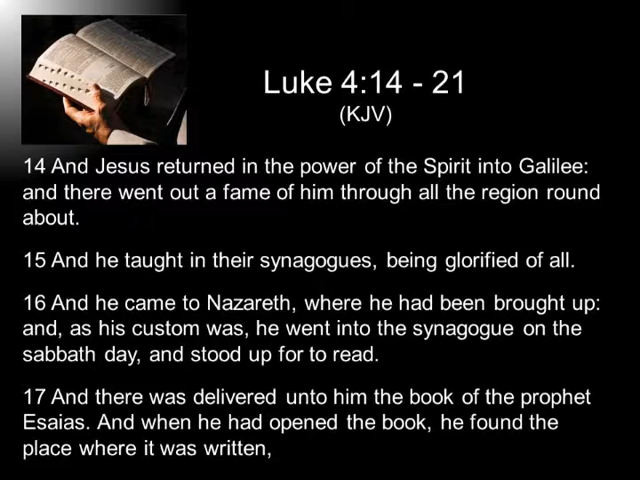 Luke 4:14 - 21
(KJV)
14 And Jesus returned in the power of the Spirit into Galilee:
and there went out a fame of him through all the region round
about.
15 And he taught in their synagogues, being glorified of all.
16 And he came to Nazareth, where he had been brought up:
and, as his custom was, he went into the synagogue on the
sabbath day, and stood up for to read.
17 And there was delivered unto him the book of the prophet
Esaias. And when he had opened the book, he found the
place where it was written,